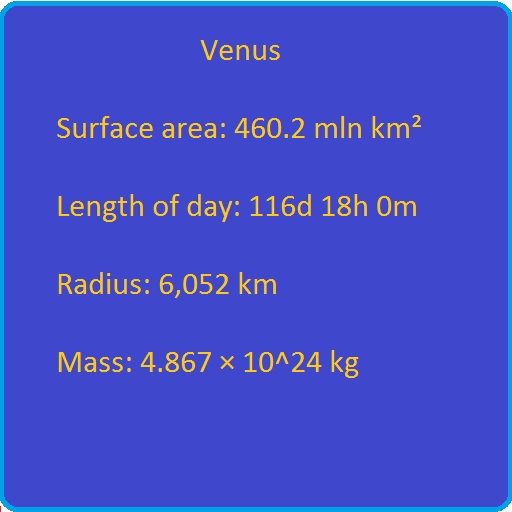 Venus
Surface area: 460.2 mln km²
Length of day: 116d 18h 0m
Radius: 6,052 km
Mass: 4.867 × 10^24 kg